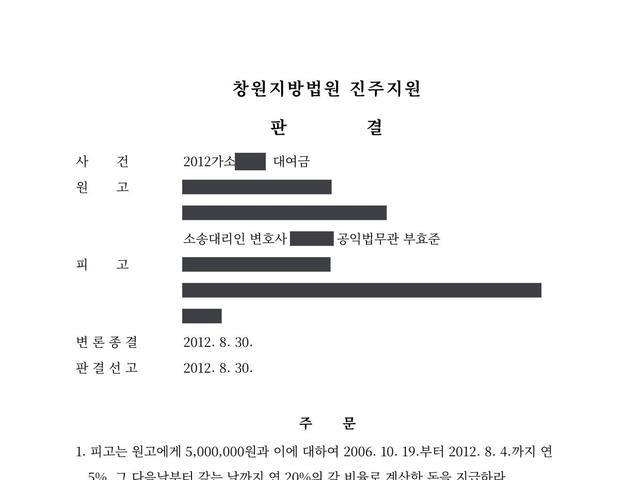 창원지방법원 진주지원
판 결
사 건 2012가소 대여금
원 고
소송대리인 변호사 공익법무관 부효준
피 고
변 론 종 결 2012. 8. 30.
판 결 선 고 2012. 8. 30.
주 문
1. 피고는 원고에게 5,000,000원과 이에 대하여 2006. 10. 19.부터 2012. 8. 4.까지 연
5%, 그 다음날부터 갚는 날까지 연 20%의 각 비율로 계산한 돈을 지급하라.